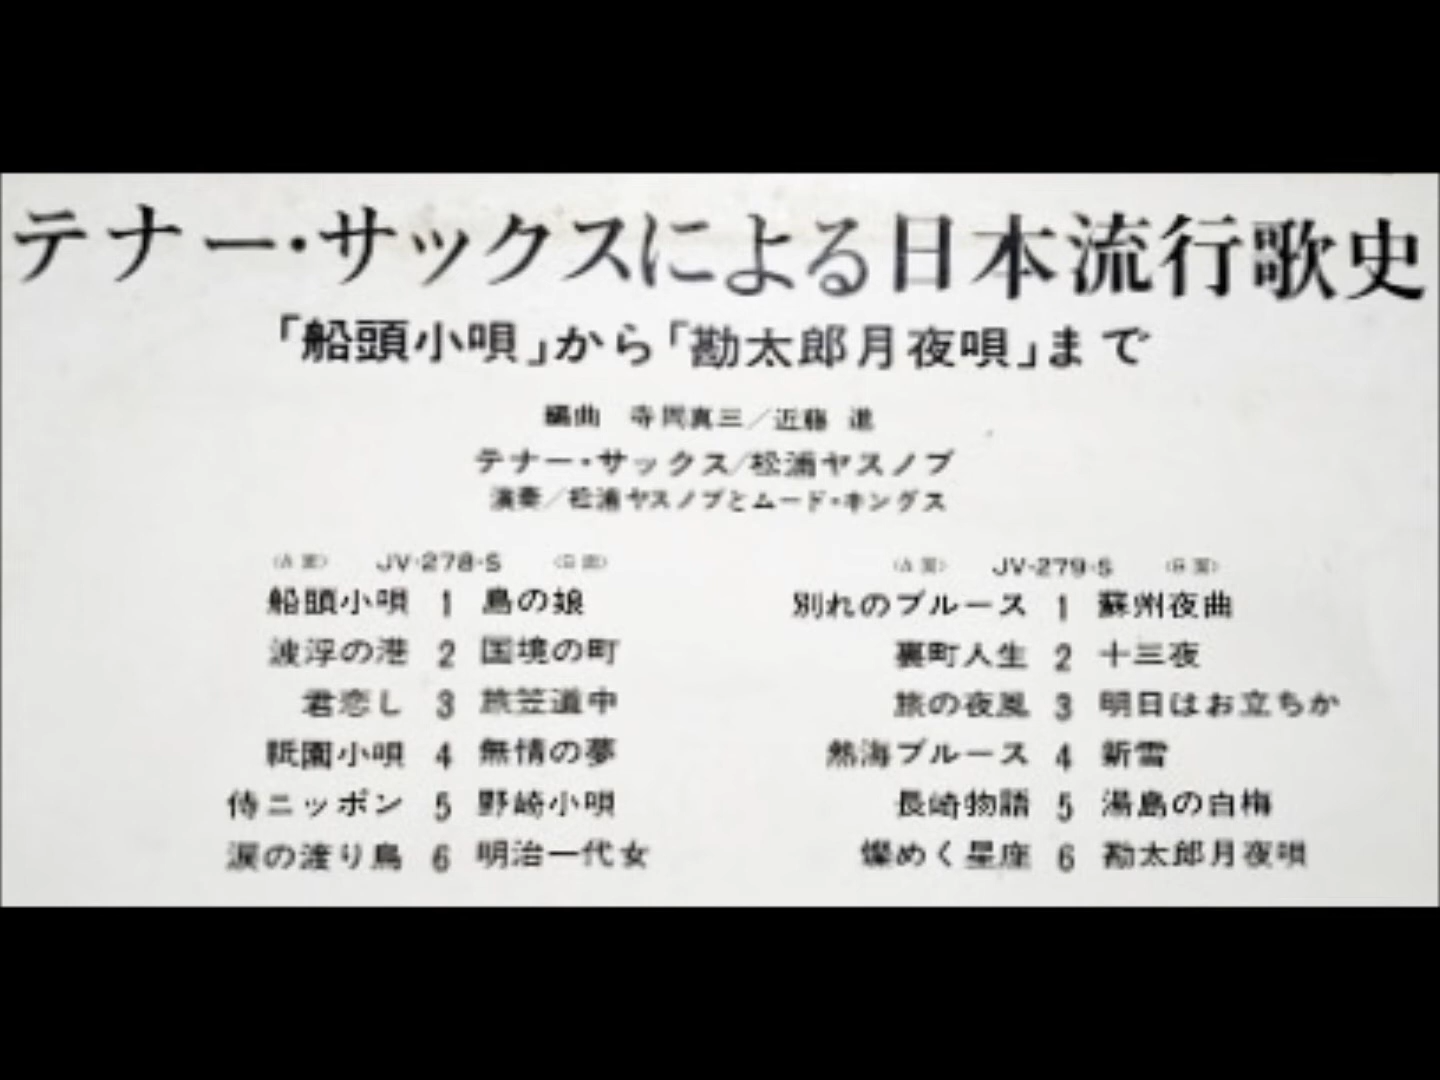 テナー・サックスによる日本流行歌史
「船頭小唄」から「勘太郎月夜唄」まで
編曲　寺岡真三／近藤　進
テナー・サックス／松浦ヤスノブ
演奏／松浦ヤスノブとムード・キングス
〈A面〉 JV-278-S 〈B面〉
船頭小唄 1 島の娘
波浮の港 2 国境の町
君恋し 3 旅笠道中
祇園小唄 4 無情の夢
侍ニッポン 5 野崎小唄
涙の渡り鳥 6 明治一代女
〈A面〉 JV-279-S 〈B面〉
別れのブルース 1 蘇州夜曲
裏町人生 2 十三夜
旅の夜風 3 明日はお立ちか
熱海ブルース 4 新雪
長崎物語 5 湯島の白梅
燦めく星座 6 勘太郎月夜唄